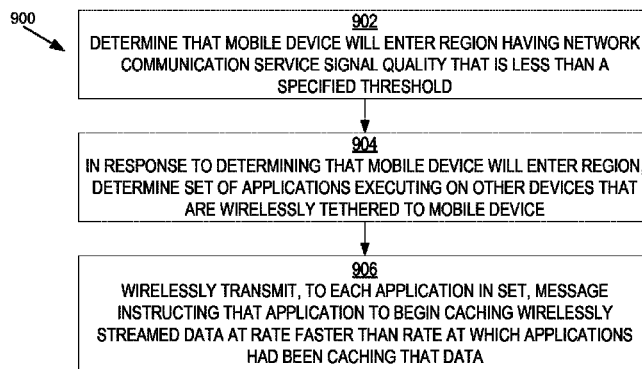 900
902
DETERMINE THAT MOBILE DEVICE WILL ENTER REGION HAVING NETWORK
COMMUNICATION SERVICE SIGNAL QUALITY THAT IS LESS THAN A
SPECIFIED THRESHOLD
904
IN RESPONSE TO DETERMINING THAT MOBILE DEVICE WILL ENTER REGION,
DETERMINE SET OF APPLICATIONS EXECUTING ON OTHER DEVICES THAT
ARE WIRELESSLY TETHERED TO MOBILE DEVICE
906
WIRELESSLY TRANSMIT, TO EACH APPLICATION IN SET, MESSAGE
INSTRUCTING THAT APPLICATION TO BEGIN CACHING WIRELESSLY
STREAMED DATA AT RATE FASTER THAN RATE AT WHICH APPLICATIONS
HAD BEEN CACHING THAT DATA